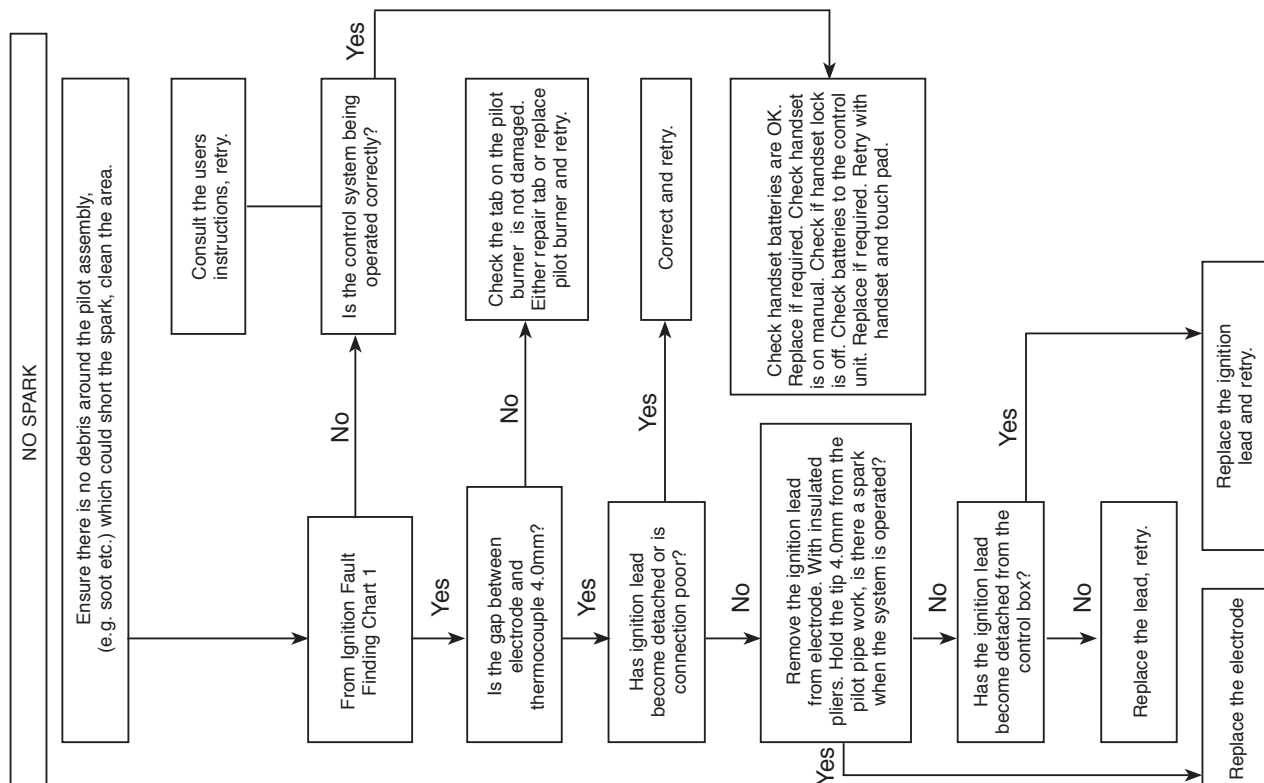 NO SPARK
Ensure there is no debris around the pilot assembly,
(e.g. soot etc.) which could short the spark, clean the area.
Consult the users
instructions, retry.
Is the control system being
operated correctly?
Yes
No
From Ignition Fault
Finding Chart 1
Yes
Is the gap between
electrode and
thermocouple 4.0mm?
No
Check the tab on the pilot
burner is not damaged.
Either repair tab or replace
pilot burner and retry.
Yes
Has ignition lead
become detached or is
connection poor?
Yes
Correct and retry.
No
Remove the ignition lead
from electrode. With insulated
pliers. Hold the tip 4.0mm from the
pilot pipe work, is there a spark
when the system is operated?
Check handset batteries are OK.
Replace if required. Check handset
is on manual. Check if handset lock
is off. Check batteries to the control
unit. Replace if required. Retry with
handset and touch pad.
No
Yes
Has the ignition lead
become detached from the
control box?
Yes
No
Replace the lead, retry.
Replace the ignition
lead and retry.
Replace the electrode